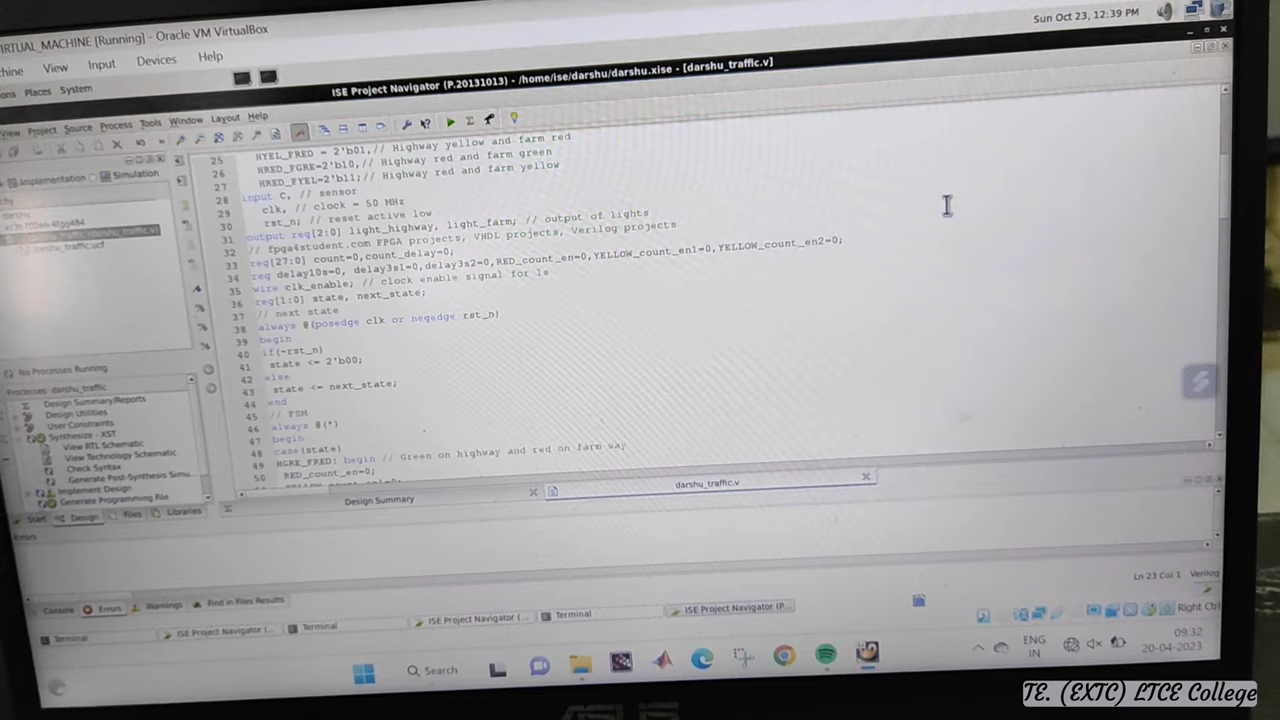 VIRTUAL_MACHINE [Running] - Oracle VM VirtualBox
View Input Devices Help
Places System
Sun Oct 23, 12:39 PM
ISE Project Navigator (P.20131013) - /home/ise/darshu/darshu.xise - [darshu_traffic.v]
View Project Source Process Tools Window Layout Help
Implementation Simulation
darshu
darshu_traffic.ucf
25 HYEL_FRED = 2'b01,// Highway yellow and farm red
26 HRED_FGRE=2'b10,// Highway red and farm green
27 HRED_FYEL=2'b11;// Highway red and farm yellow
28 input C, // sensor
29 clk, // clock = 50 MHz
30 rst_n; // reset active low
31 output reg[2:0] light_highway, light_farm; // output of lights
32 // fpga4student.com FPGA projects, VHDL projects, Verilog projects
33 reg[27:0] count=0,count_delay=0;
34 reg delay10s=0, delay3s1=0,delay3s2=0,RED_count_en=0,YELLOW_count_en1=0,YELLOW_count_en2=0;
35 wire clk_enable; // clock enable signal for 1s
36 reg[1:0] state, next_state;
37 // next state
38 always @(posedge clk or negedge rst_n)
39 begin
40 if(~rst_n)
41 state <= 2'b00;
42 else
43 state <= next_state;
44 end
45 // FSM
46 always @(*)
47 begin
48 case(state)
49 HGRE_FRED: begin // Green on highway and red on farm way
50 RED_count_en=0;
No Processes Running
Processes: darshu_traffic
Design Summary/Reports
Design Utilities
User Constraints
Synthesize - XST
View RTL Schematic
View Technology Schematic
Check Syntax
Generate Post-Synthesis Simu...
Implement Design
Generate Programming File
Start Design Files Libraries
Design Summary
darshu_traffic.v
Errors
Ln 23 Col 1 Verilog
Console Errors Warnings Find in Files Results
Terminal ISE Project Navigator (... Terminal ISE Project Navigator (... Terminal ISE Project Navigator (P...
Right Ctrl
Search
ENG
IN
09:32
20-04-2023
TE. (EXTC) LTCE College